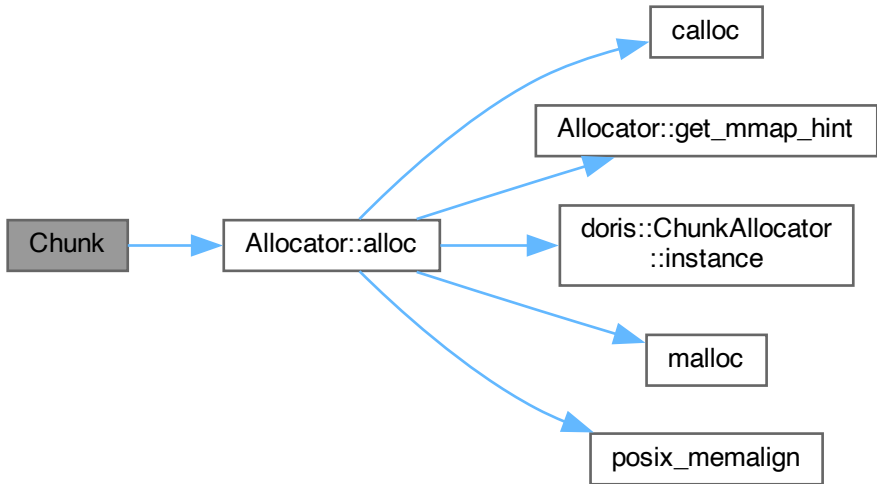 Chunk
Allocator::alloc
calloc
Allocator::get_mmap_hint
doris::ChunkAllocator
::instance
malloc
posix_memalign